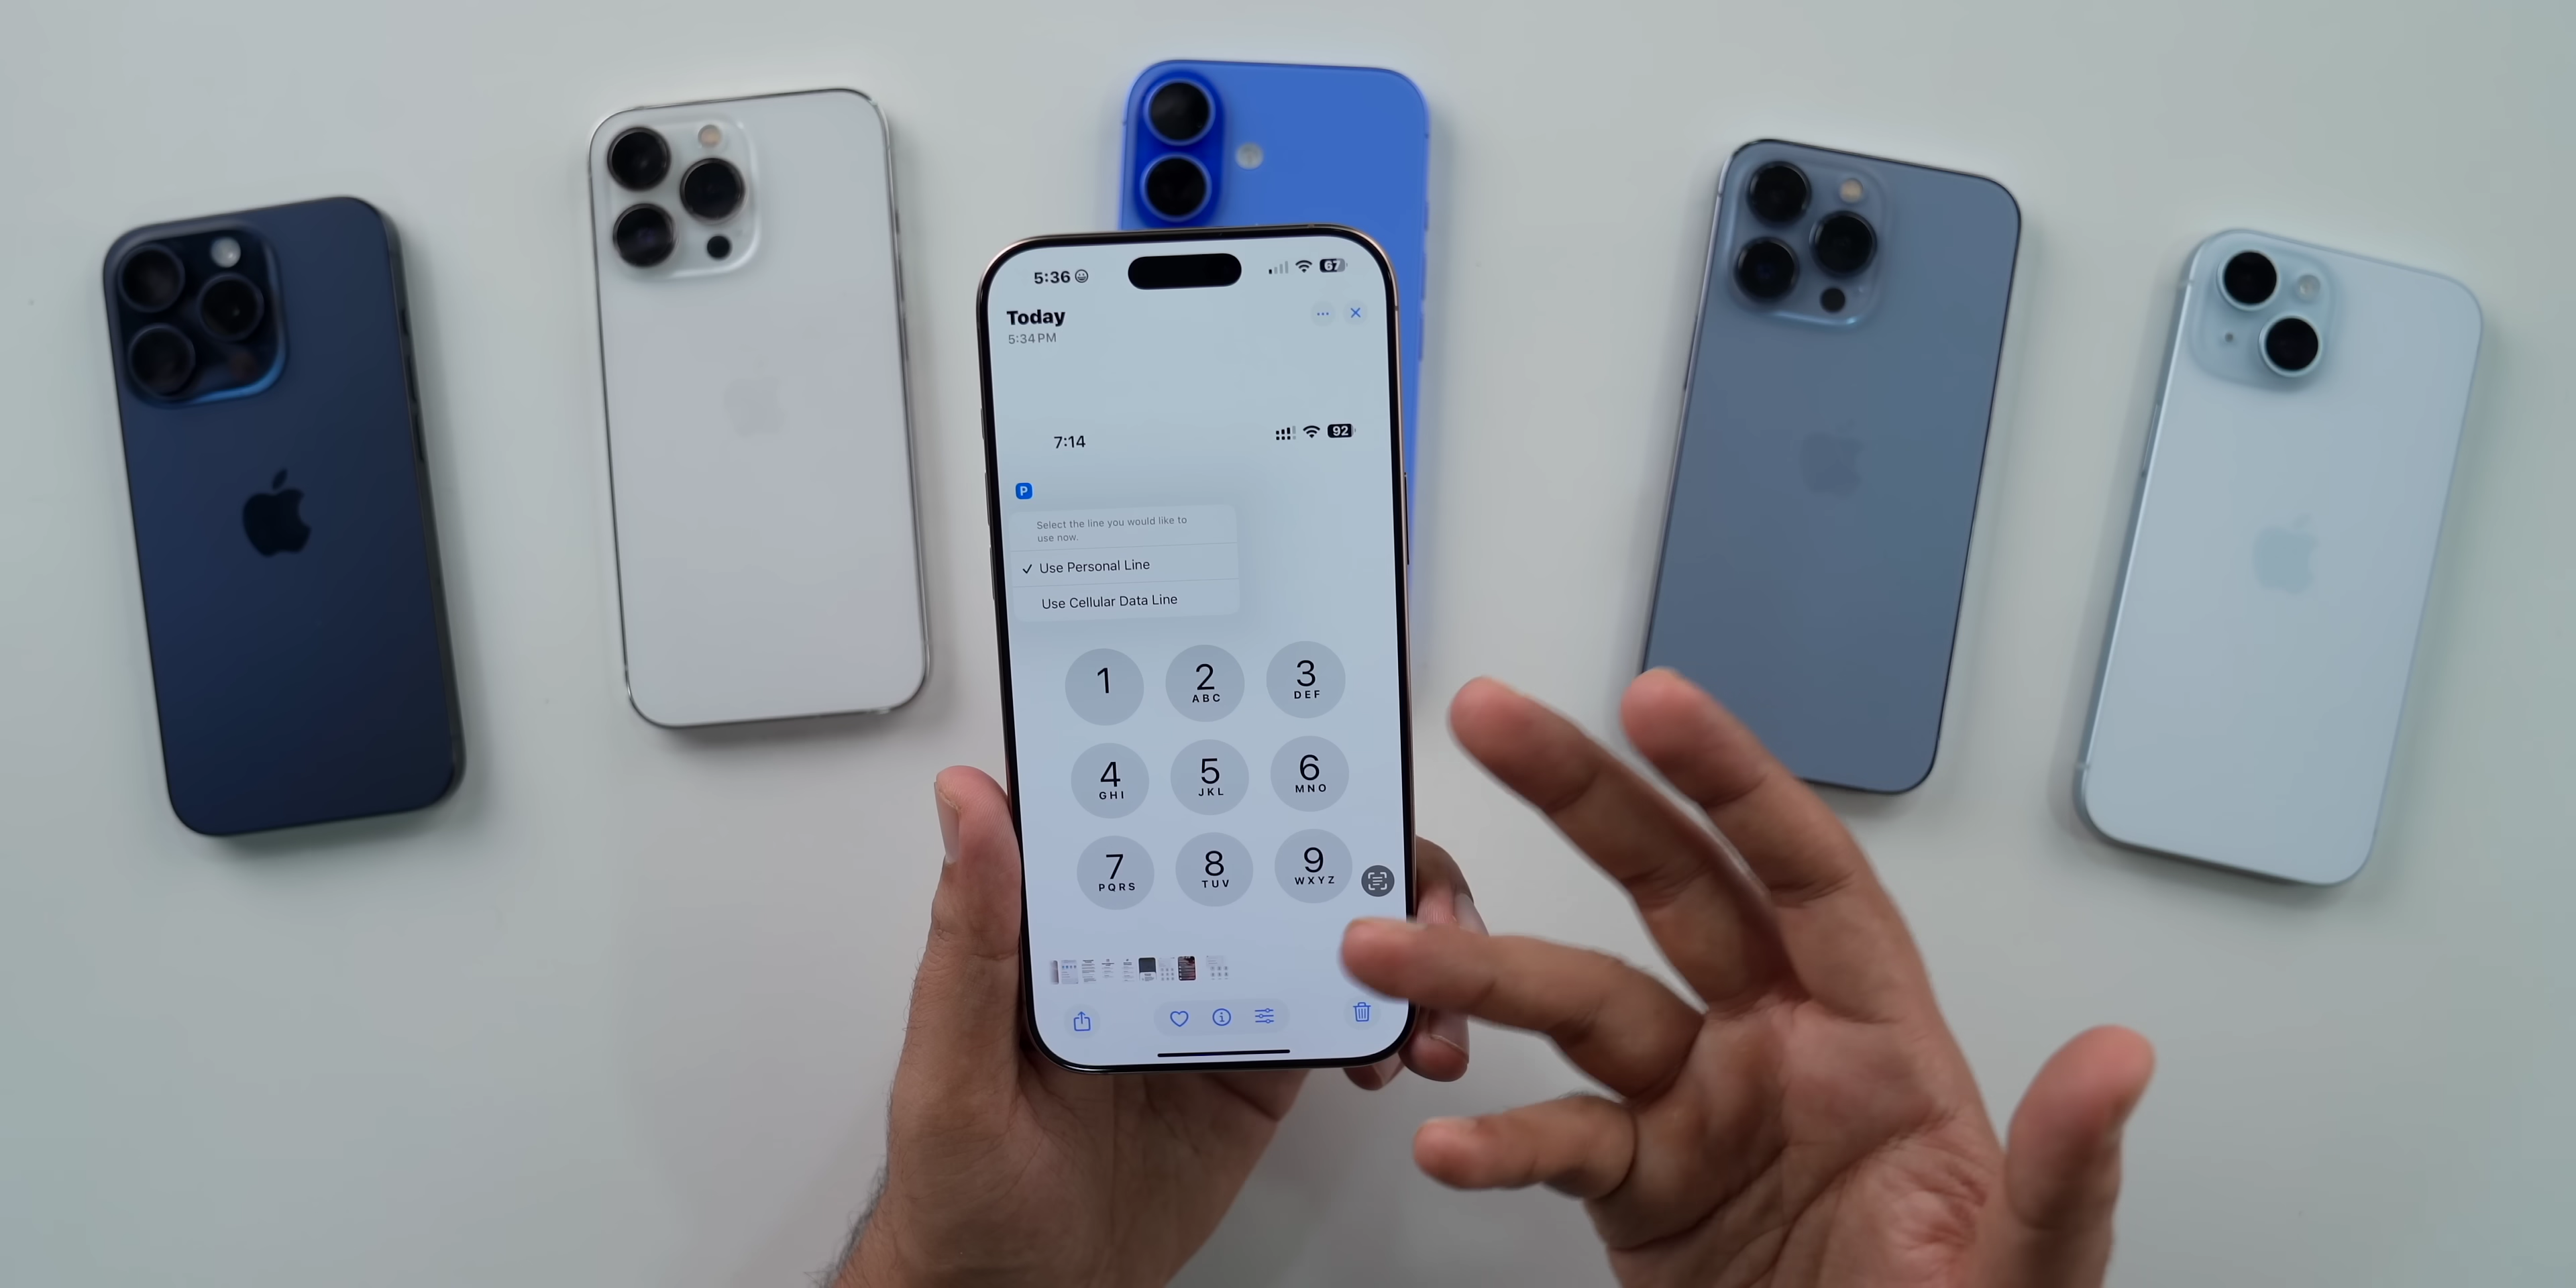 5:36
67
Today
5:34 PM
7:14
92
P
Select the line you would like to
use now.
✓ Use Personal Line
Use Cellular Data Line
1
2
3
ABC
DEF
4
5
6
GHI
JKL
MNO
7
8
9
PQRS
TUV
WXYZ